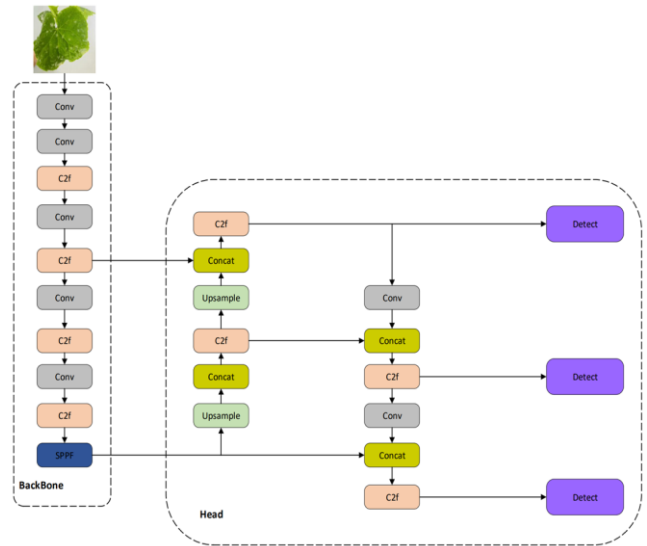 Conv
Conv
C2f
Conv
C2f
Conv
C2f
Conv
C2f
SPPF
BackBone
C2f
Concat
Upsample
C2f
Concat
Upsample
Conv
Concat
C2f
Conv
Concat
C2f
Detect
Detect
Detect
Head